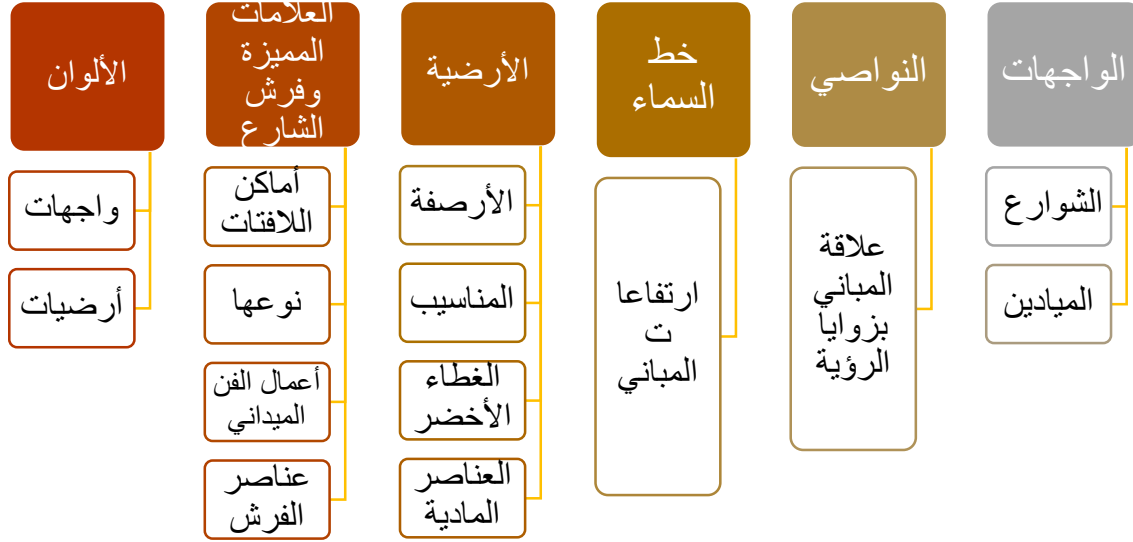 الواجهات
الشوارع
الميادين
النواصي
علاقة
المباني
بزوايا
الرؤية
خط
السماء
ارتفاعا
ت
المباني
الأرضية
الأرصفة
المناسيب
الغطاء
الأخضر
العناصر
المادية
العلامات
المميزة
وفرش
الشارع
أماكن
اللافتات
نوعها
أعمال الفن
الميداني
عناصر
الفرش
الألوان
واجهات
أرضيات